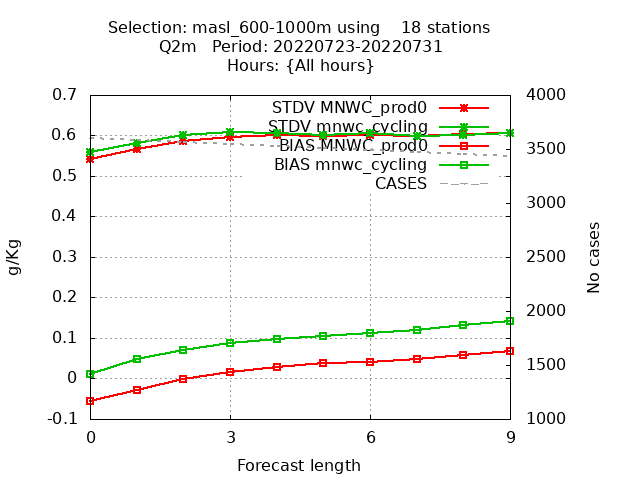 Selection: masl_600-1000m using    18 stations
Q2m   Period: 20220723-20220731
Hours: {All hours}
0.7
0.6
0.5
0.4
0.3
0.2
0.1
0
-0.1
4000
3500
3000
2500
2000
1500
1000
STDV MNWC_prod0
STDV mnwc_cycling
BIAS MNWC_prod0
BIAS mnwc_cycling
CASES
g/Kg
No cases
0 3 6 9
Forecast length